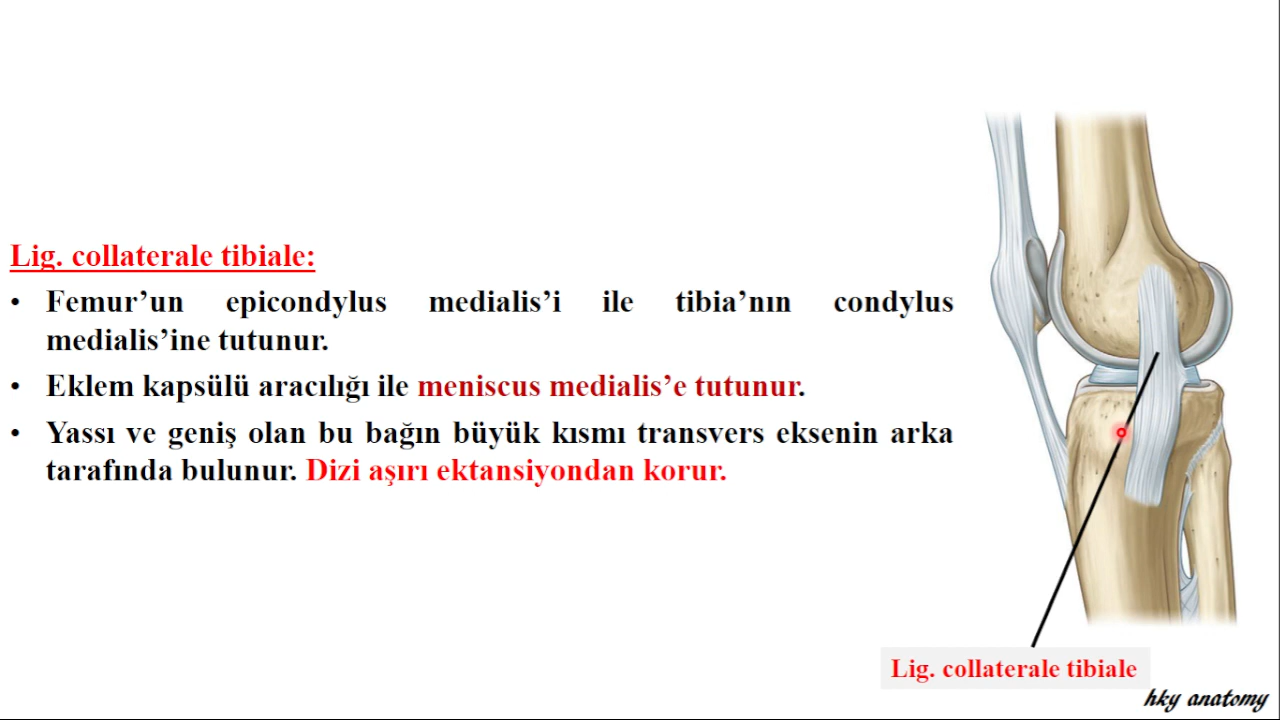 Lig. collaterale tibiale:
• Femur’un epicondylus medialis’i ile tibia’nın condylus
medialis’ine tutunur.
• Eklem kapsülü aracılığı ile meniscus medialis’e tutunur.
• Yassı ve geniş olan bu bağın büyük kısmı transvers eksenin arka
tarafında bulunur. Dizi aşırı ektansiyondan korur.
Lig. collaterale tibiale
hky anatomy